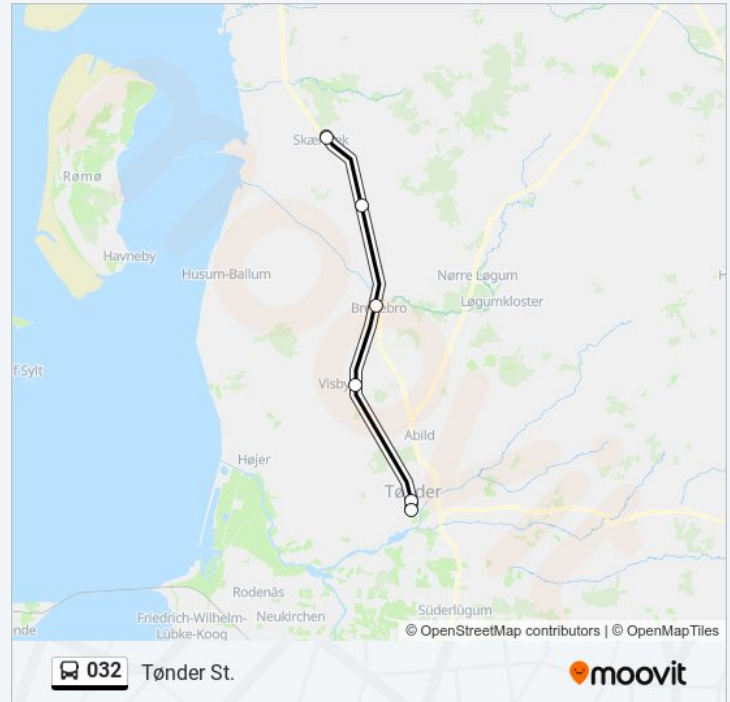 Rømø
Havneby
Husum-Ballum
Nørre Løgum
Løgumkloster
H
f Sylt
Visby
Abild
Højer
Tønder
Rodenäs
Friedrich-Wilhelm-
Lübke-Koog
Neukirchen
Süderlügum
nde
© OpenStreetMap contributors | © OpenMapTiles
032 Tønder St.
moovit